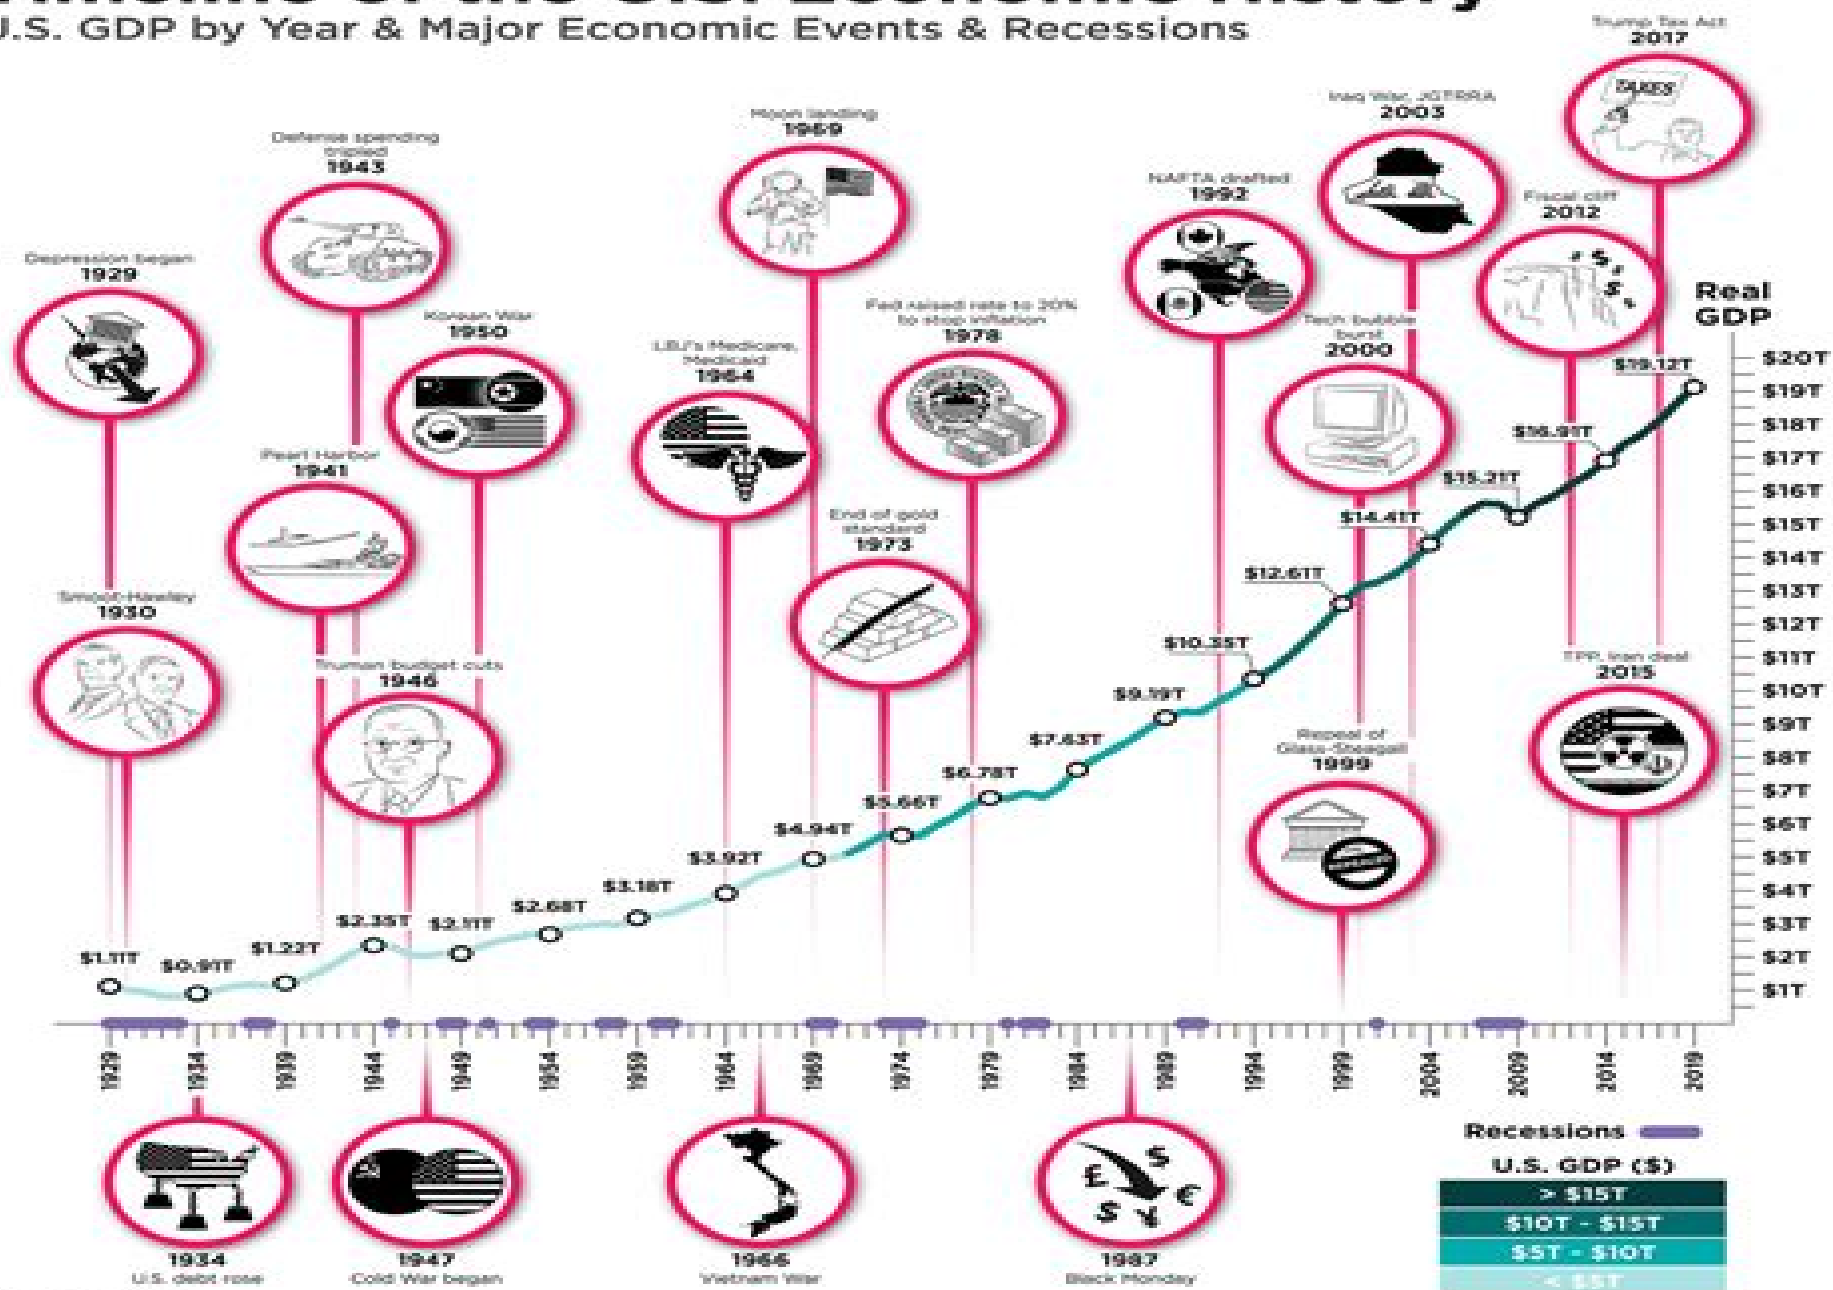 Timeline of the U.S. Economic History
U.S. GDP by Year & Major Economic Events & Recessions
Trump Tax Act
2017
TAXES
Iraq War, JGTRRA
2003
Moon landing
1969
Defense spending
tripled
1943
NAFTA drafted
1992
Fiscal cliff
2012
Depression began
1929
Korean War
1950
Fed raised rate to 20%
to stop inflation
1978
LBJ's Medicare,
Medicaid
1964
Tech bubble
burst
2000
Real
GDP
Pearl Harbor
1941
End of gold
standard
1973
Smoot-Hawley
1930
Truman budget cuts
1946
TPP, Iran deal
2015
Repeal of
Glass-Steagall
1999
$1.11T
$0.91T
$1.22T
$2.35T
$2.11T
$2.68T
$3.18T
$3.92T
$4.94T
$5.66T
$6.78T
$7.63T
$9.19T
$10.35T
$12.61T
$14.41T
$15.21T
$16.91T
$19.12T
$20T
$19T
$18T
$17T
$16T
$15T
$14T
$13T
$12T
$11T
$10T
$9T
$8T
$7T
$6T
$5T
$4T
$3T
$2T
$1T
1929
1934
1939
1944
1949
1954
1959
1964
1969
1974
1979
1984
1989
1994
1999
2004
2009
2014
2019
1934
U.S. debt rose
1947
Cold War began
1966
Vietnam War
£
$
€
$
¥
1987
Black Monday
Recessions
U.S. GDP ($)
> $15T
$10T - $15T
$5T - $10T
< $5T